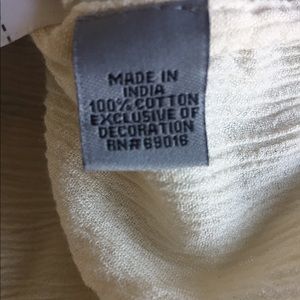 MADE IN
INDIA
100% COTTON
EXCLUSIVE OF
DECORATION
RN# 69016